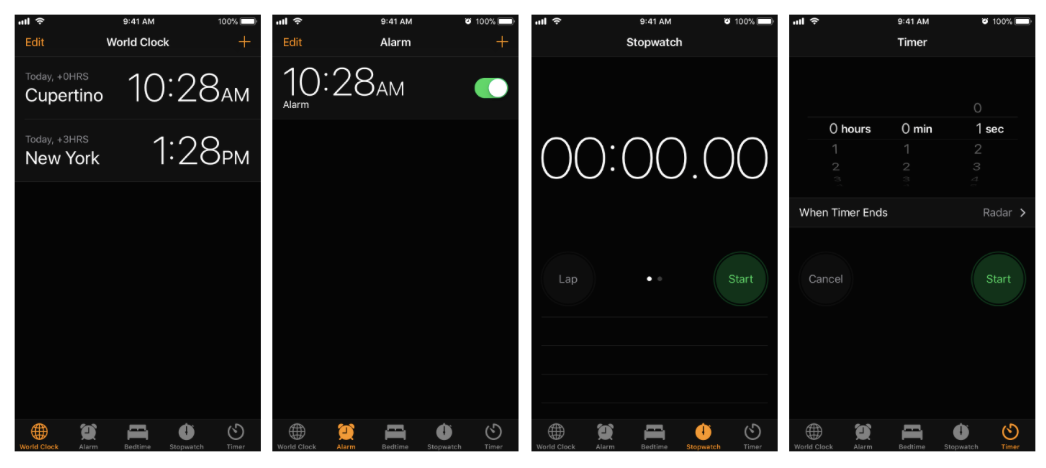 9:41 AM 100%
Edit World Clock +
Today, +0HRS
Cupertino 10:28AM
Today, +3HRS
New York 1:28PM
World Clock Alarm Bedtime Stopwatch Timer
9:41 AM 100%
Edit Alarm +
10:28AM
Alarm
World Clock Alarm Bedtime Stopwatch Timer
9:41 AM 100%
Stopwatch
00:00.00
Lap Start
World Clock Alarm Bedtime Stopwatch Timer
9:41 AM 100%
Timer
0
0 hours 0 min 1 sec
1 1 2
2 2 3
3 3 4
When Timer Ends Radar >
Cancel Start
World Clock Alarm Bedtime Stopwatch Timer